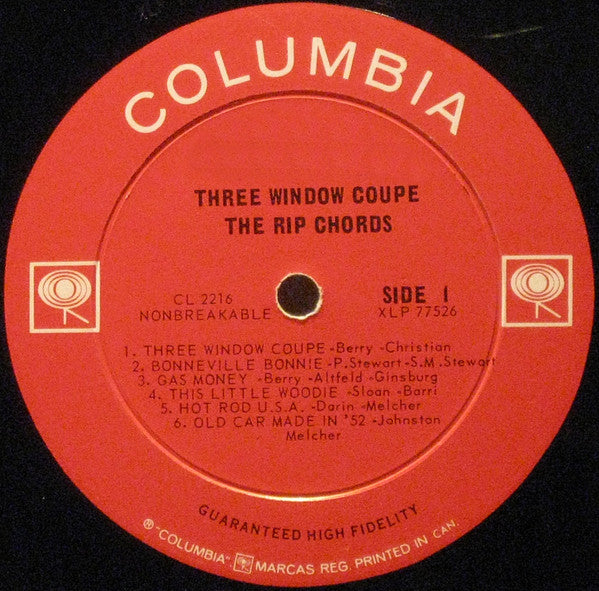 COLUMBIA
THREE WINDOW COUPE
THE RIP CHORDS
CL 2216
NONBREAKABLE
SIDE 1
XLP 77526
1. THREE WINDOW COUPE -Berry -Christian
2. BONNEVILLE BONNIE -P. Stewart -S.M. Stewart
3. GAS MONEY -Berry -Altfeld -Ginsburg
4. THIS LITTLE WOODIE -Sloan -Barri
5. HOT ROD U.S.A. -Darin -Melcher
6. OLD CAR MADE IN '52 -Johnston
Melcher
GUARANTEED HIGH FIDELITY
® "COLUMBIA", MARCAS REG. PRINTED IN CAN.